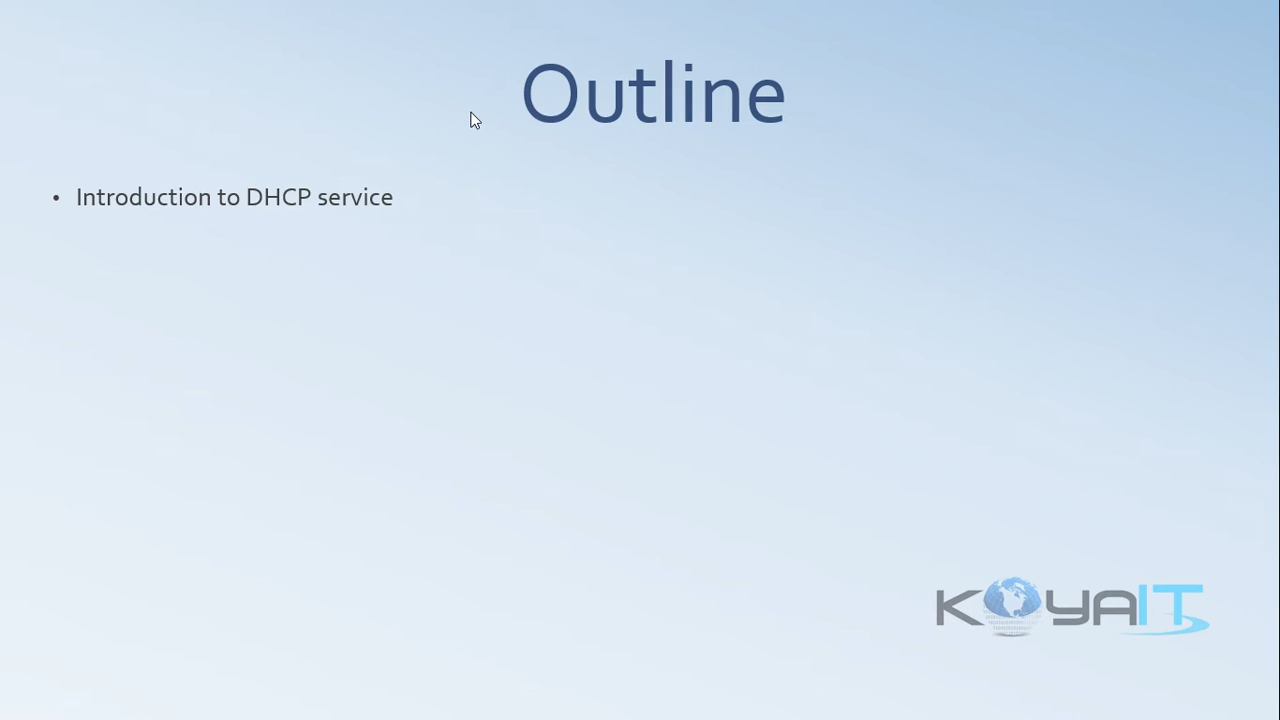 Outline
• Introduction to DHCP service
KOYAIT